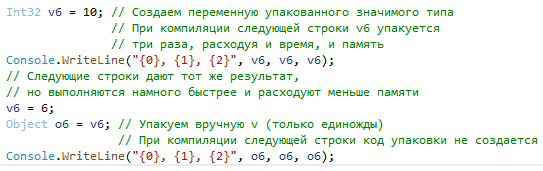 Int32 v6 = 10; // Создаем переменную упакованного значимого типа
// При компиляции следующей строки v6 упакуется
// три раза, расходуя и время, и память
Console.WriteLine("{0}, {1}, {2}", v6, v6, v6);
// Следующие строки дают тот же результат,
// но выполняются намного быстрее и расходуют меньше памяти
v6 = 6;
Object o6 = v6; // Упакуем вручную v (только единожды)
// При компиляции следующей строки код упаковки не создается
Console.WriteLine("{0}, {1}, {2}", o6, o6, o6);